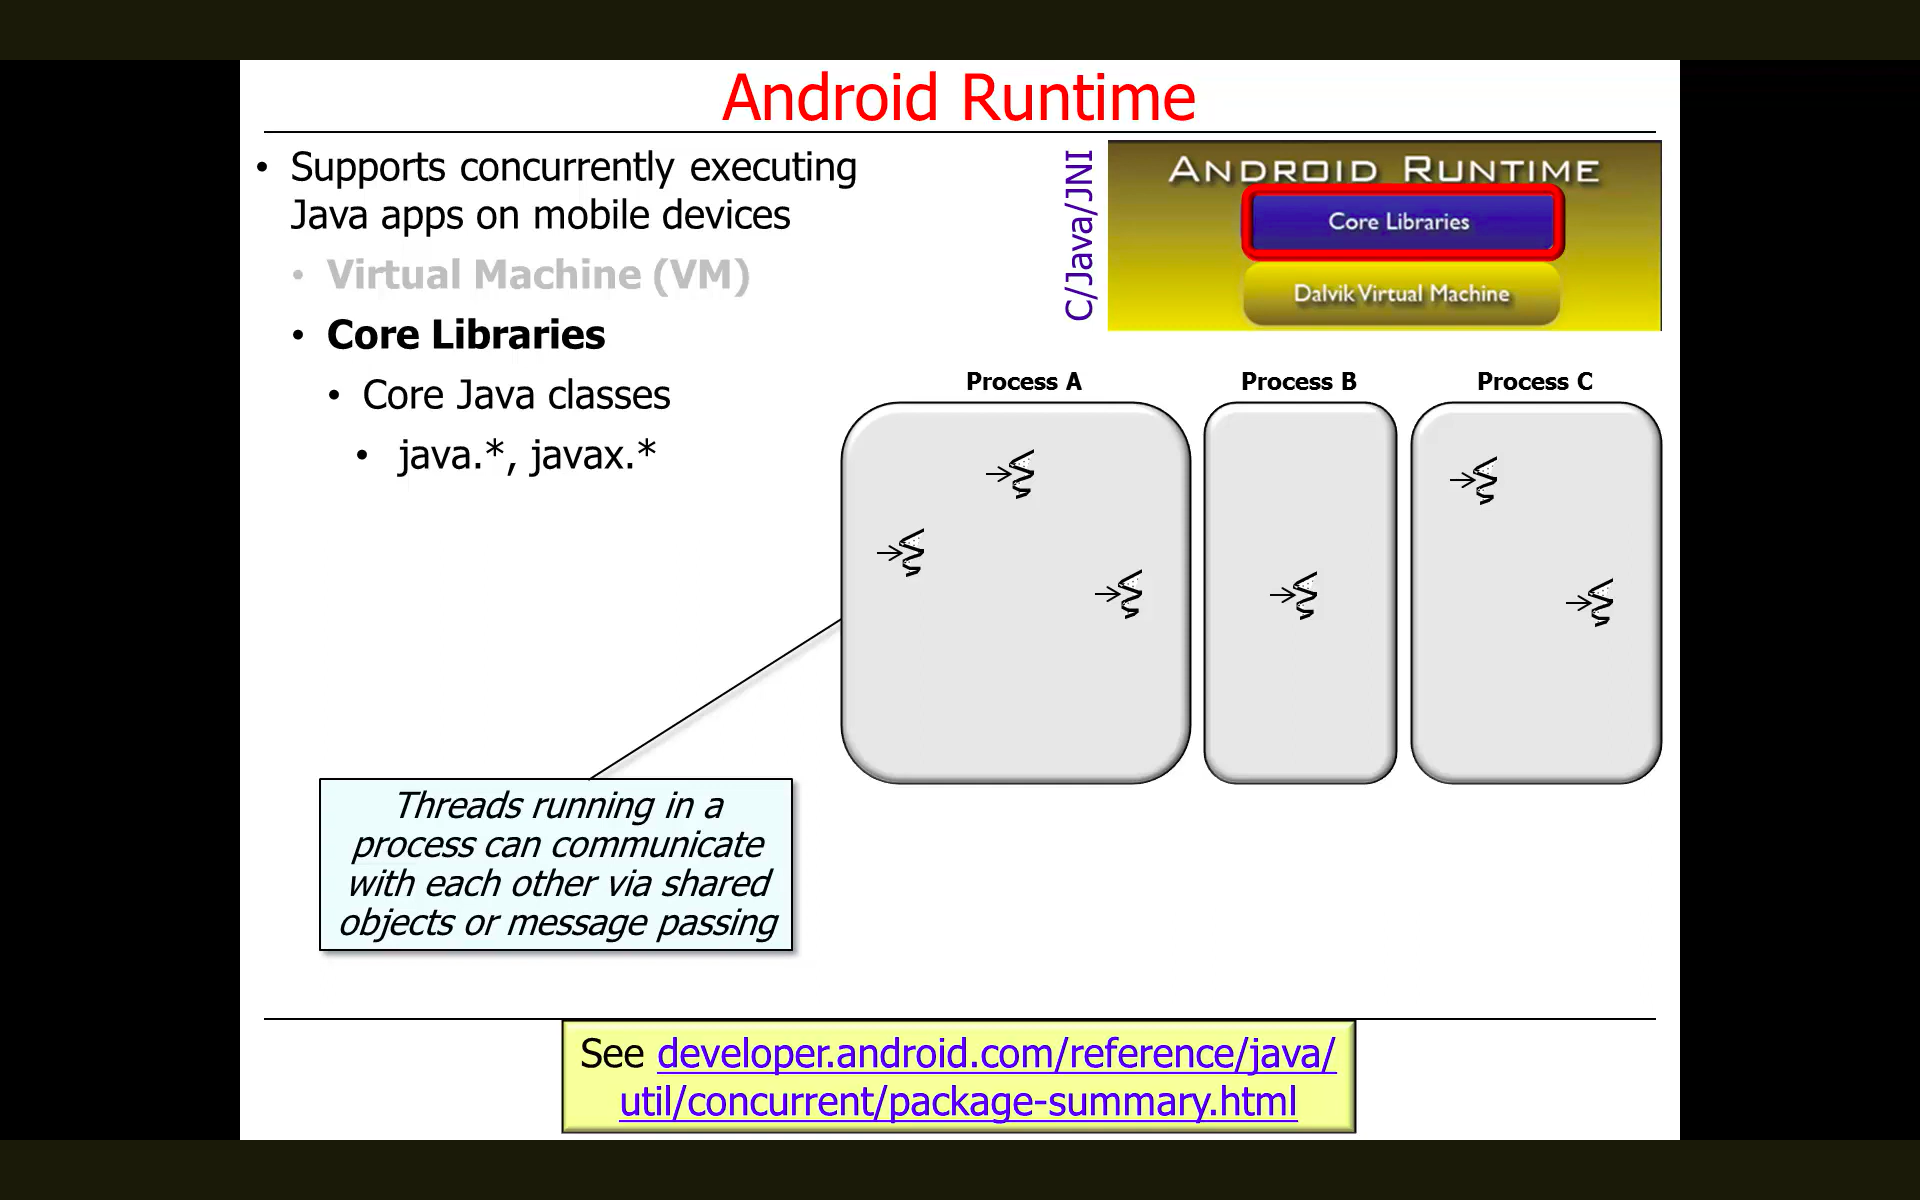 Android Runtime
• Supports concurrently executing
Java apps on mobile devices
• Virtual Machine (VM)
• Core Libraries
• Core Java classes
• java.*, javax.*
C/Java/JNI
ANDROID RUNTIME
Core Libraries
Dalvik Virtual Machine
Process A
Process B
Process C
Threads running in a
process can communicate
with each other via shared
objects or message passing
See developer.android.com/reference/java/
util/concurrent/package-summary.html